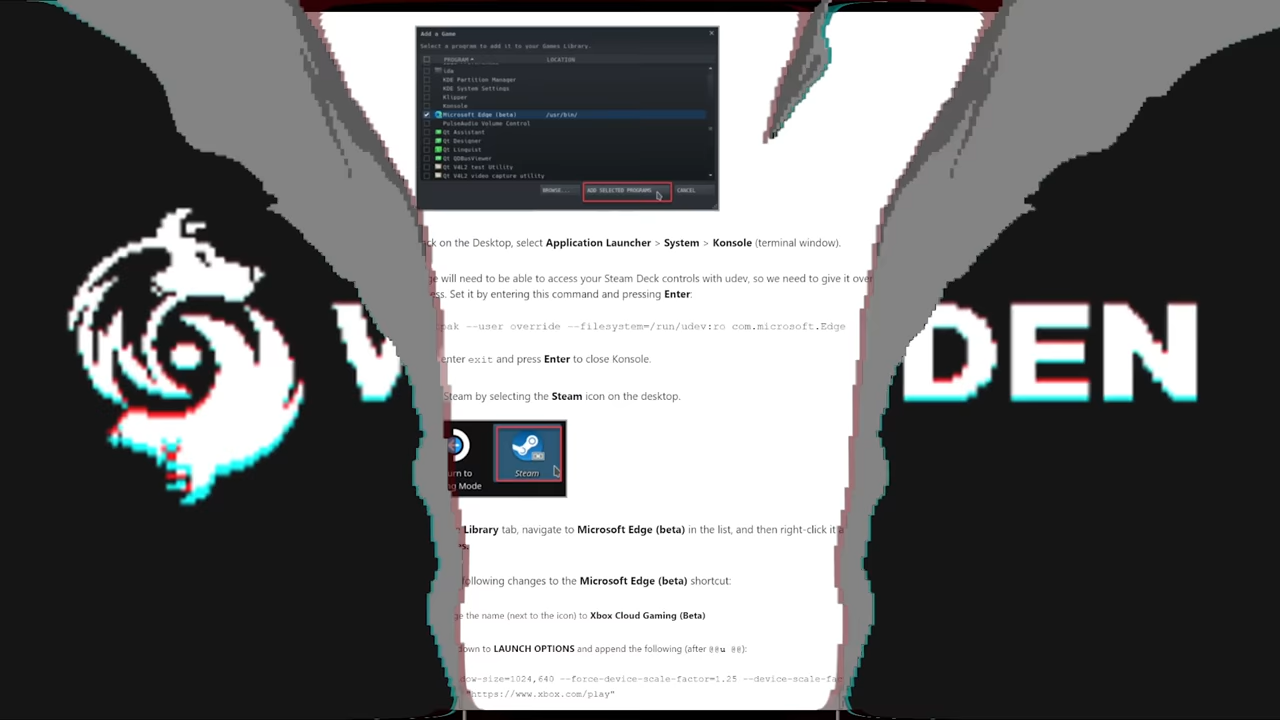 Add a Game
Select a program to add it to your Games Library.
PROGRAM LOCATION
ida
KDE Partition Manager
KDE System Settings
Klipper
Konsole
Microsoft Edge (beta) /usr/bin/
PulseAudio Volume Control
Qt Assistant
Qt Designer
Qt Linguist
Qt QDBusViewer
Qt V4L2 test Utility
Qt V4L2 video capture utility
BROWSE... ADD SELECTED PROGRAMS CANCEL
on the Desktop, select Application Launcher > System > Konsole (terminal window).
will need to be able to access your Steam Deck controls with udev, so we need to give it over
Set it by entering this command and pressing Enter:
--user override --filesystem=/run/udev:ro com.microsoft.Edge
enter exit and press Enter to close Konsole.
Steam by selecting the Steam icon on the desktop.
Steam
Mode
Library tab, navigate to Microsoft Edge (beta) in the list, and then right-click it
following changes to the Microsoft Edge (beta) shortcut:
the name (next to the icon) to Xbox Cloud Gaming (Beta)
down to LAUNCH OPTIONS and append the following (after @@u @@):
dow-size=1024,640 --force-device-scale-factor=1.25 --device-scale-fac
"https://www.xbox.com/play"
DEN